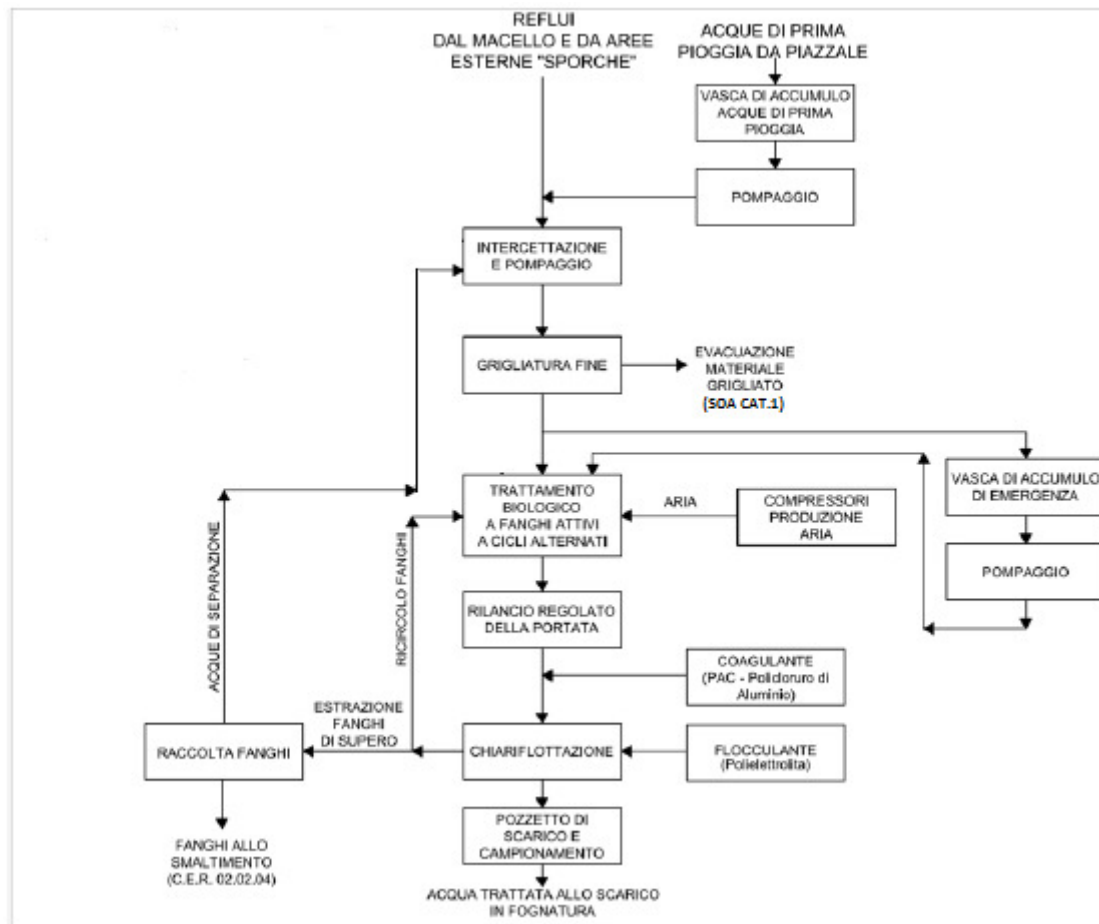 REFLUI
DAL MACELLO E DA AREE
ESTERNE "SPORCHE"
ACQUE DI PRIMA
PIOGGIA DA PIAZZALE
VASCA DI ACCUMULO
ACQUE DI PRIMA
PIOGGIA
POMPAGGIO
INTERCETTAZIONE
E POMPAGGIO
GRIGLIATURA FINE
EVACUAZIONE
MATERIALE
GRIGLIATO
(SOA CAT.1)
TRATTAMENTO
BIOLOGICO
A FANGHI ATTIVI
A CICLI ALTERNATI
ARIA
COMPRESSORI
PRODUZIONE
ARIA
VASCA DI ACCUMULO
DI EMERGENZA
POMPAGGIO
ACQUE DI SEPARAZIONE
RICIRCOLO FANGHI
RILANCIO REGOLATO
DELLA PORTATA
COAGULANTE
(PAC - Policloruro di
Aluminio)
ESTRAZIONE
FANGHI
DI SUPERO
RACCOLTA FANGHI
CHIARIFLOTTAZIONE
FLOCCULANTE
(Polielettrolita)
POZZETTO DI
SCARICO E
CAMPIONAMENTO
FANGHI ALLO
SMALTIMENTO
(C.E.R. 02.02.04)
ACQUA TRATTATA ALLO SCARICO
IN FOGNATURA